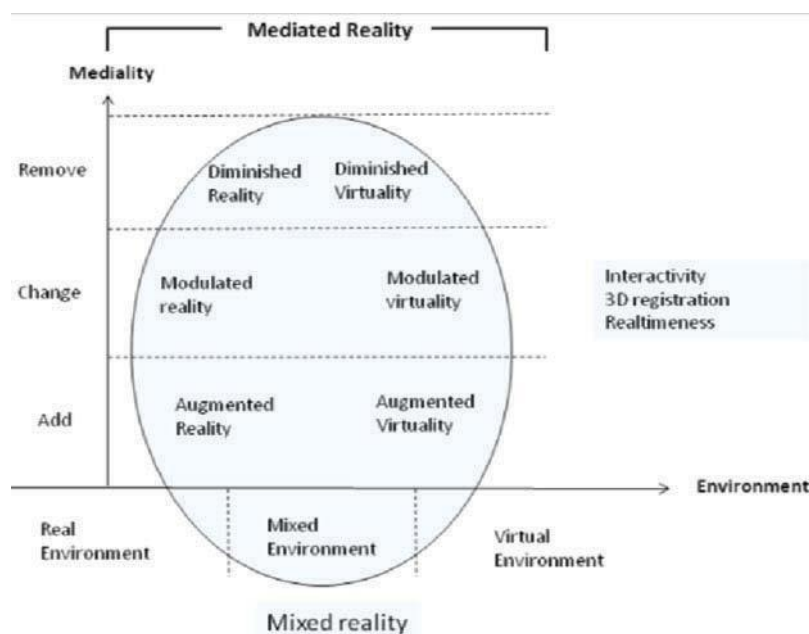 Mediated Reality
Mediality
Remove
Diminished
Reality
Diminished
Virtuality
Change
Modulated
reality
Modulated
virtuality
Interactivity
3D registration
Realtimeness
Add
Augmented
Reality
Augmented
Virtuality
Environment
Real
Environment
Mixed
Environment
Virtual
Environment
Mixed reality